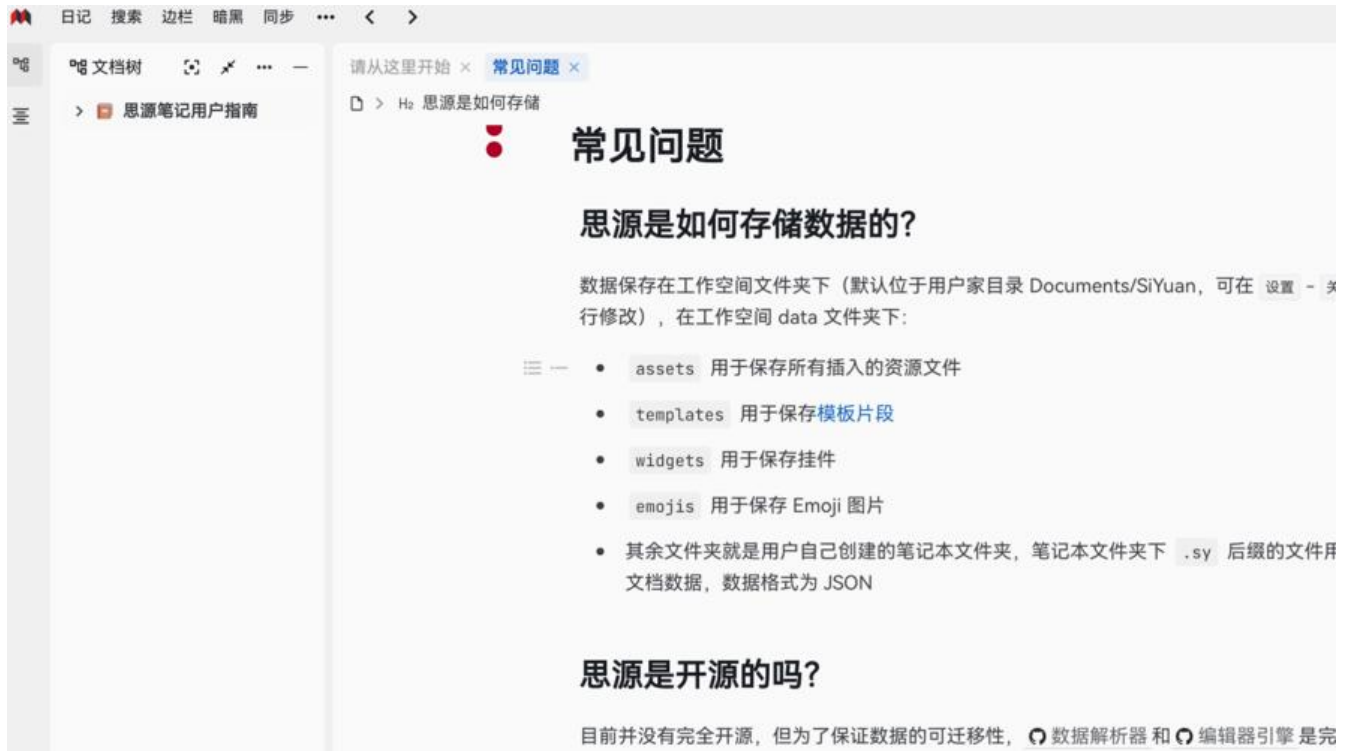 日记 搜索 边栏 暗黑 同步 ••• < >
文档树
请从这里开始 × 常见问题 ×
> 思源笔记用户指南
> H₂ 思源是如何存储
常见问题
思源是如何存储数据的?
数据保存在工作空间文件夹下（默认位于用户家目录 Documents/SiYuan，可在 设置 -
行修改），在工作空间 data 文件夹下:
• assets 用于保存所有插入的资源文件
• templates 用于保存模板片段
• widgets 用于保存挂件
• emojis 用于保存 Emoji 图片
• 其余文件夹就是用户自己创建的笔记本文件夹，笔记本文件夹下 .sy 后缀的文件用
文档数据，数据格式为 JSON
思源是开源的吗?
目前并没有完全开源，但为了保证数据的可迁移性， 数据解析器 和 编辑器引擎 是完